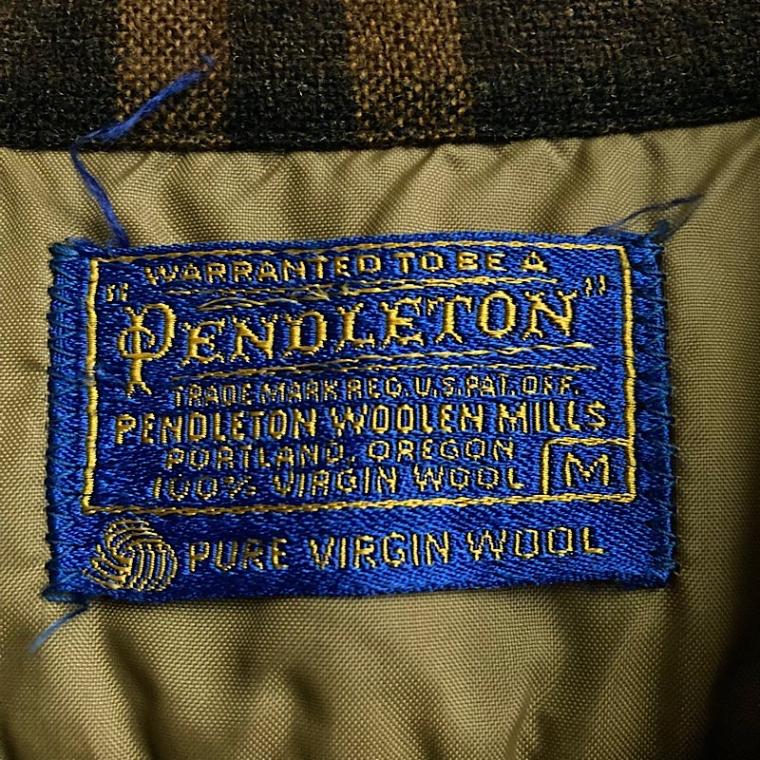 WARRANTED TO BE A
"PENDLETON"
TRADE MARK REG. U.S. PAT. OFF.
PENDLETON WOOLEN MILLS
PORTLAND, OREGON
100% VIRGIN WOOL M
PURE VIRGIN WOOL